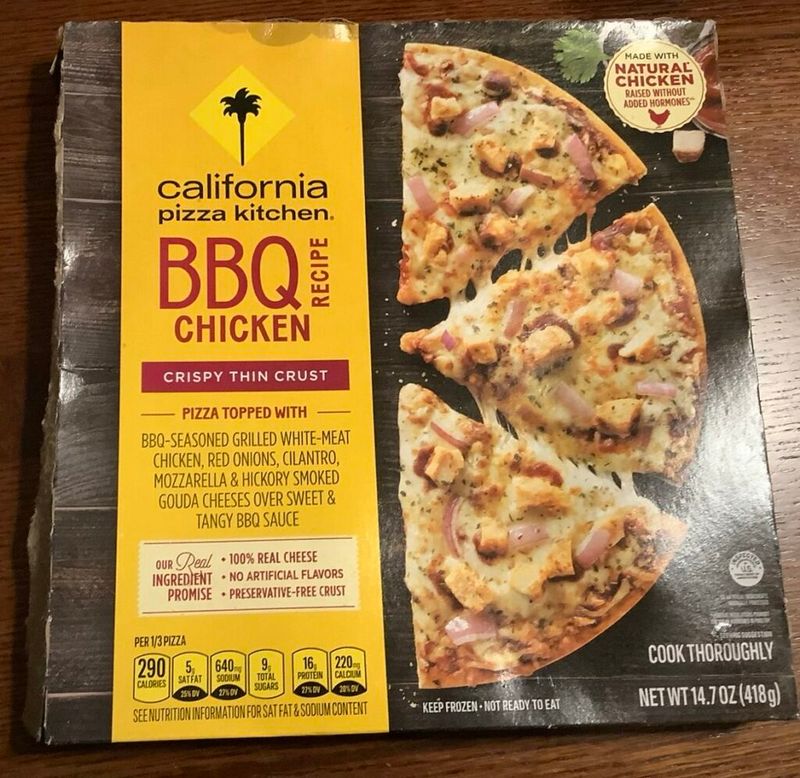 california
pizza kitchen®
BBQ
RECIPE
CHICKEN
CRISPY THIN CRUST
PIZZA TOPPED WITH
BBQ-SEASONED GRILLED WHITE-MEAT
CHICKEN, RED ONIONS, CILANTRO,
MOZZARELLA & HICKORY SMOKED
GOUDA CHEESES OVER SWEET &
TANGY BBQ SAUCE
OUR Real
INGREDIENT
PROMISE
• 100% REAL CHEESE
• NO ARTIFICIAL FLAVORS
• PRESERVATIVE-FREE CRUST
PER 1/3 PIZZA
290
CALORIES
5g
SAT FAT
25% DV
640mg
SODIUM
27% DV
9g
TOTAL
SUGARS
16g
PROTEIN
27% DV
220mg
CALCIUM
20% DV
SEE NUTRITION INFORMATION FOR SAT FAT & SODIUM CONTENT
MADE WITH
NATURAL*
CHICKEN
RAISED WITHOUT
ADDED HORMONES**
SERVING SUGGESTION
COOK THOROUGHLY
KEEP FROZEN • NOT READY TO EAT
NET WT 14.7 OZ (418g)